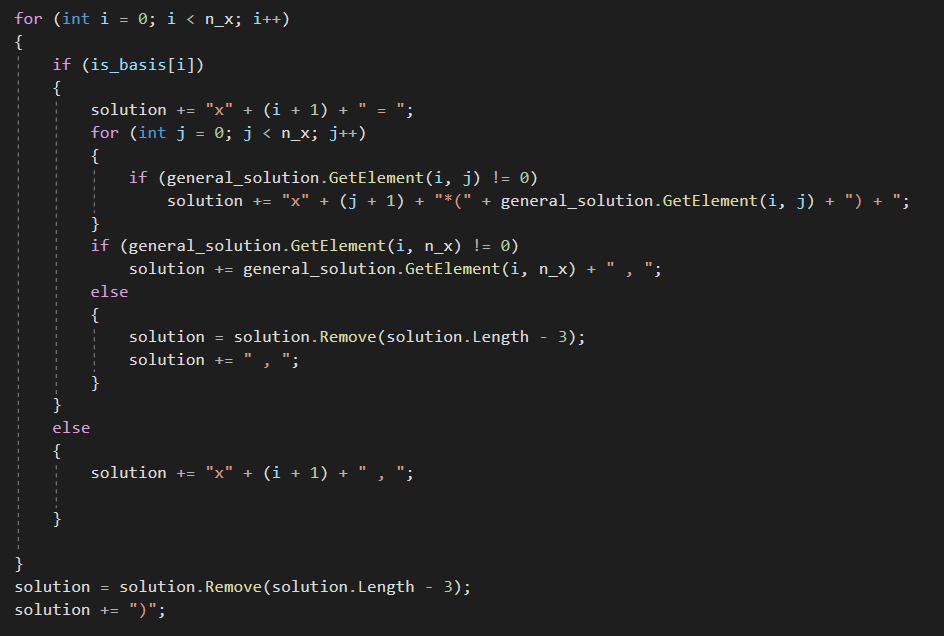 for (int i = 0; i < n_x; i++)
{
    if (is_basis[i])
    {
        solution += "x" + (i + 1) + " = ";
        for (int j = 0; j < n_x; j++)
        {
            if (general_solution.GetElement(i, j) != 0)
                solution += "x" + (j + 1) + "*(" + general_solution.GetElement(i, j) + ") + ";
        }
        if (general_solution.GetElement(i, n_x) != 0)
            solution += general_solution.GetElement(i, n_x) + " , ";
        else
        {
            solution = solution.Remove(solution.Length - 3);
            solution += " , ";
        }
    }
    else
    {
        solution += "x" + (i + 1) + " , ";
    }
}
solution = solution.Remove(solution.Length - 3);
solution += ")";